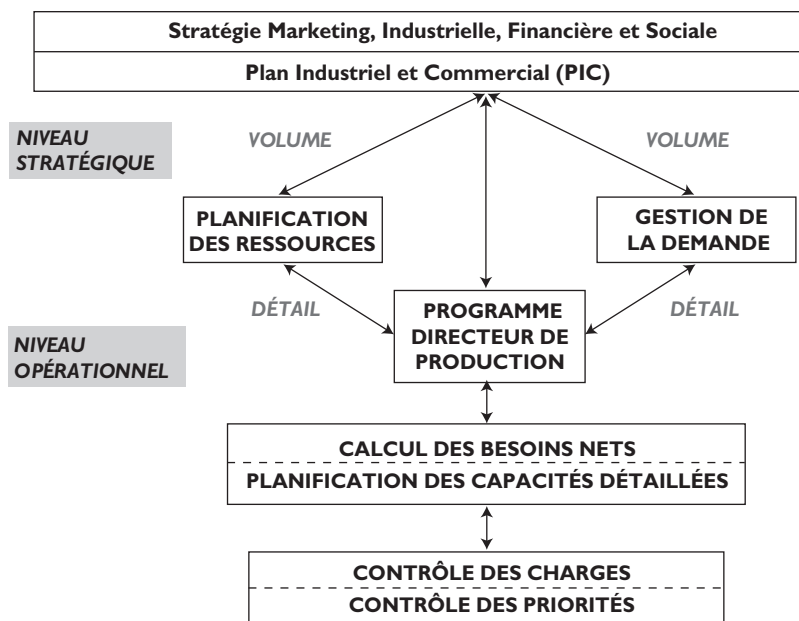 Stratégie Marketing, Industrielle, Financière et Sociale
Plan Industriel et Commercial (PIC)
NIVEAU
STRATÉGIQUE
VOLUME
VOLUME
PLANIFICATION
DES RESSOURCES
GESTION DE
LA DEMANDE
DÉTAIL
DÉTAIL
PROGRAMME
DIRECTEUR DE
PRODUCTION
NIVEAU
OPÉRATIONNEL
CALCUL DES BESOINS NETS
PLANIFICATION DES CAPACITÉS DÉTAILLÉES
CONTRÔLE DES CHARGES
CONTRÔLE DES PRIORITÉS